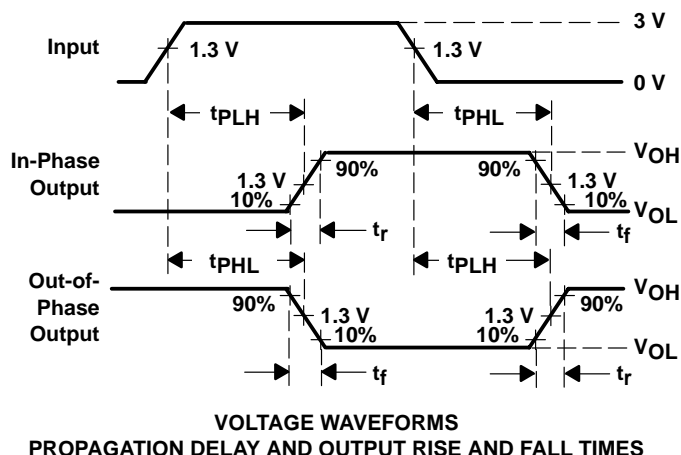 3 V
Input
1.3 V
1.3 V
0 V
tPLH
tPHL
In-Phase
Output
VOH
90%
90%
1.3 V
1.3 V
10%
10%
VOL
tr
tf
tPHL
tPLH
Out-of-
Phase
Output
VOH
90%
90%
1.3 V
1.3 V
10%
10%
VOL
tf
tr
VOLTAGE WAVEFORMS
PROPAGATION DELAY AND OUTPUT RISE AND FALL TIMES